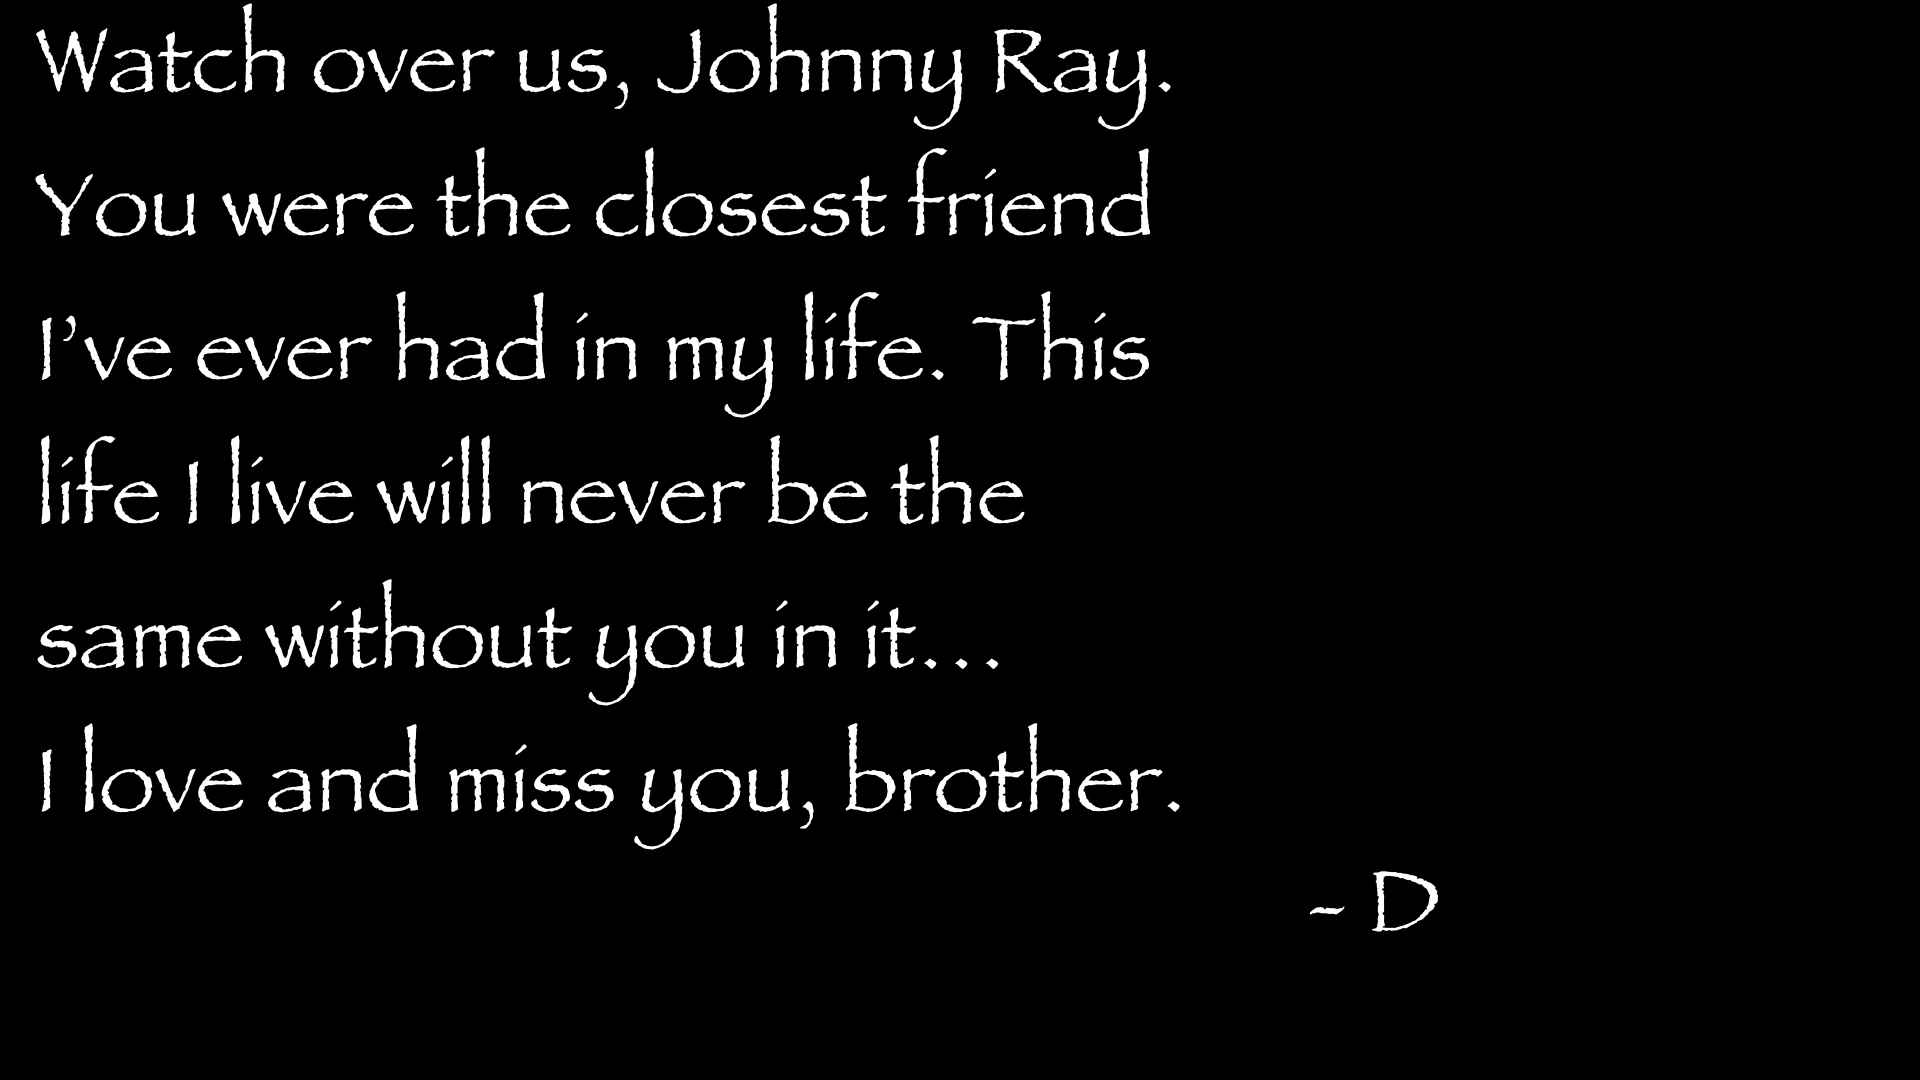 Watch over us, Johnny Ray.
You were the closest friend
I’ve ever had in my life. This
life I live will never be the
same without you in it...
I love and miss you, brother.
- D